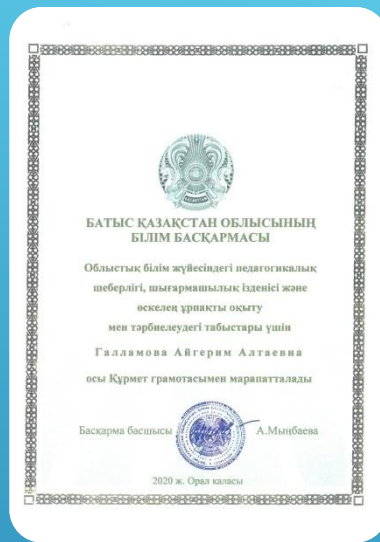 БАТЫС ҚАЗАҚСТАН ОБЛЫСЫНЫҢ
БІЛІМ БАСҚАРМАСЫ
Облыстық білім жүйесіндегі педагогикалық
шеберлігі, шығармашылық ізденісі және
өскелең ұрпақты оқыту
мен тәрбиелеудегі табыстары үшін
Галламова Айгерим Алтаевна
осы Құрмет грамотасымен марапатталады
Басқарма басшысы А.Мыңбаева
2020 ж. Орал қаласы